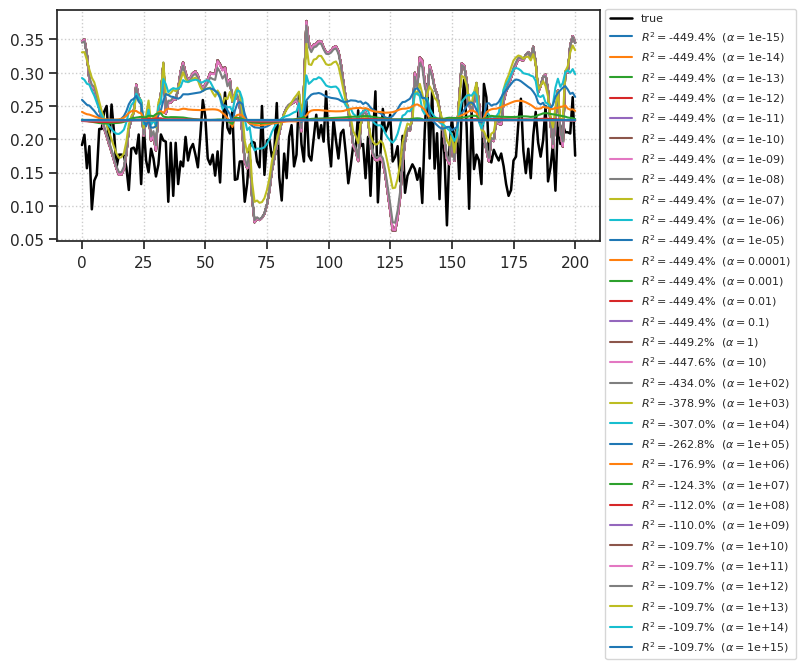 0.35
0.30
0.25
0.20
0.15
0.10
0.05
0 25 50 75 100 125 150 175 200
true
R² = -449.4% (α = 1e-15)
R² = -449.4% (α = 1e-14)
R² = -449.4% (α = 1e-13)
R² = -449.4% (α = 1e-12)
R² = -449.4% (α = 1e-11)
R² = -449.4% (α = 1e-10)
R² = -449.4% (α = 1e-09)
R² = -449.4% (α = 1e-08)
R² = -449.4% (α = 1e-07)
R² = -449.4% (α = 1e-06)
R² = -449.4% (α = 1e-05)
R² = -449.4% (α = 0.0001)
R² = -449.4% (α = 0.001)
R² = -449.4% (α = 0.01)
R² = -449.4% (α = 0.1)
R² = -449.2% (α = 1)
R² = -447.6% (α = 10)
R² = -434.0% (α = 1e+02)
R² = -378.9% (α = 1e+03)
R² = -307.0% (α = 1e+04)
R² = -262.8% (α = 1e+05)
R² = -176.9% (α = 1e+06)
R² = -124.3% (α = 1e+07)
R² = -112.0% (α = 1e+08)
R² = -110.0% (α = 1e+09)
R² = -109.7% (α = 1e+10)
R² = -109.7% (α = 1e+11)
R² = -109.7% (α = 1e+12)
R² = -109.7% (α = 1e+13)
R² = -109.7% (α = 1e+14)
R² = -109.7% (α = 1e+15)